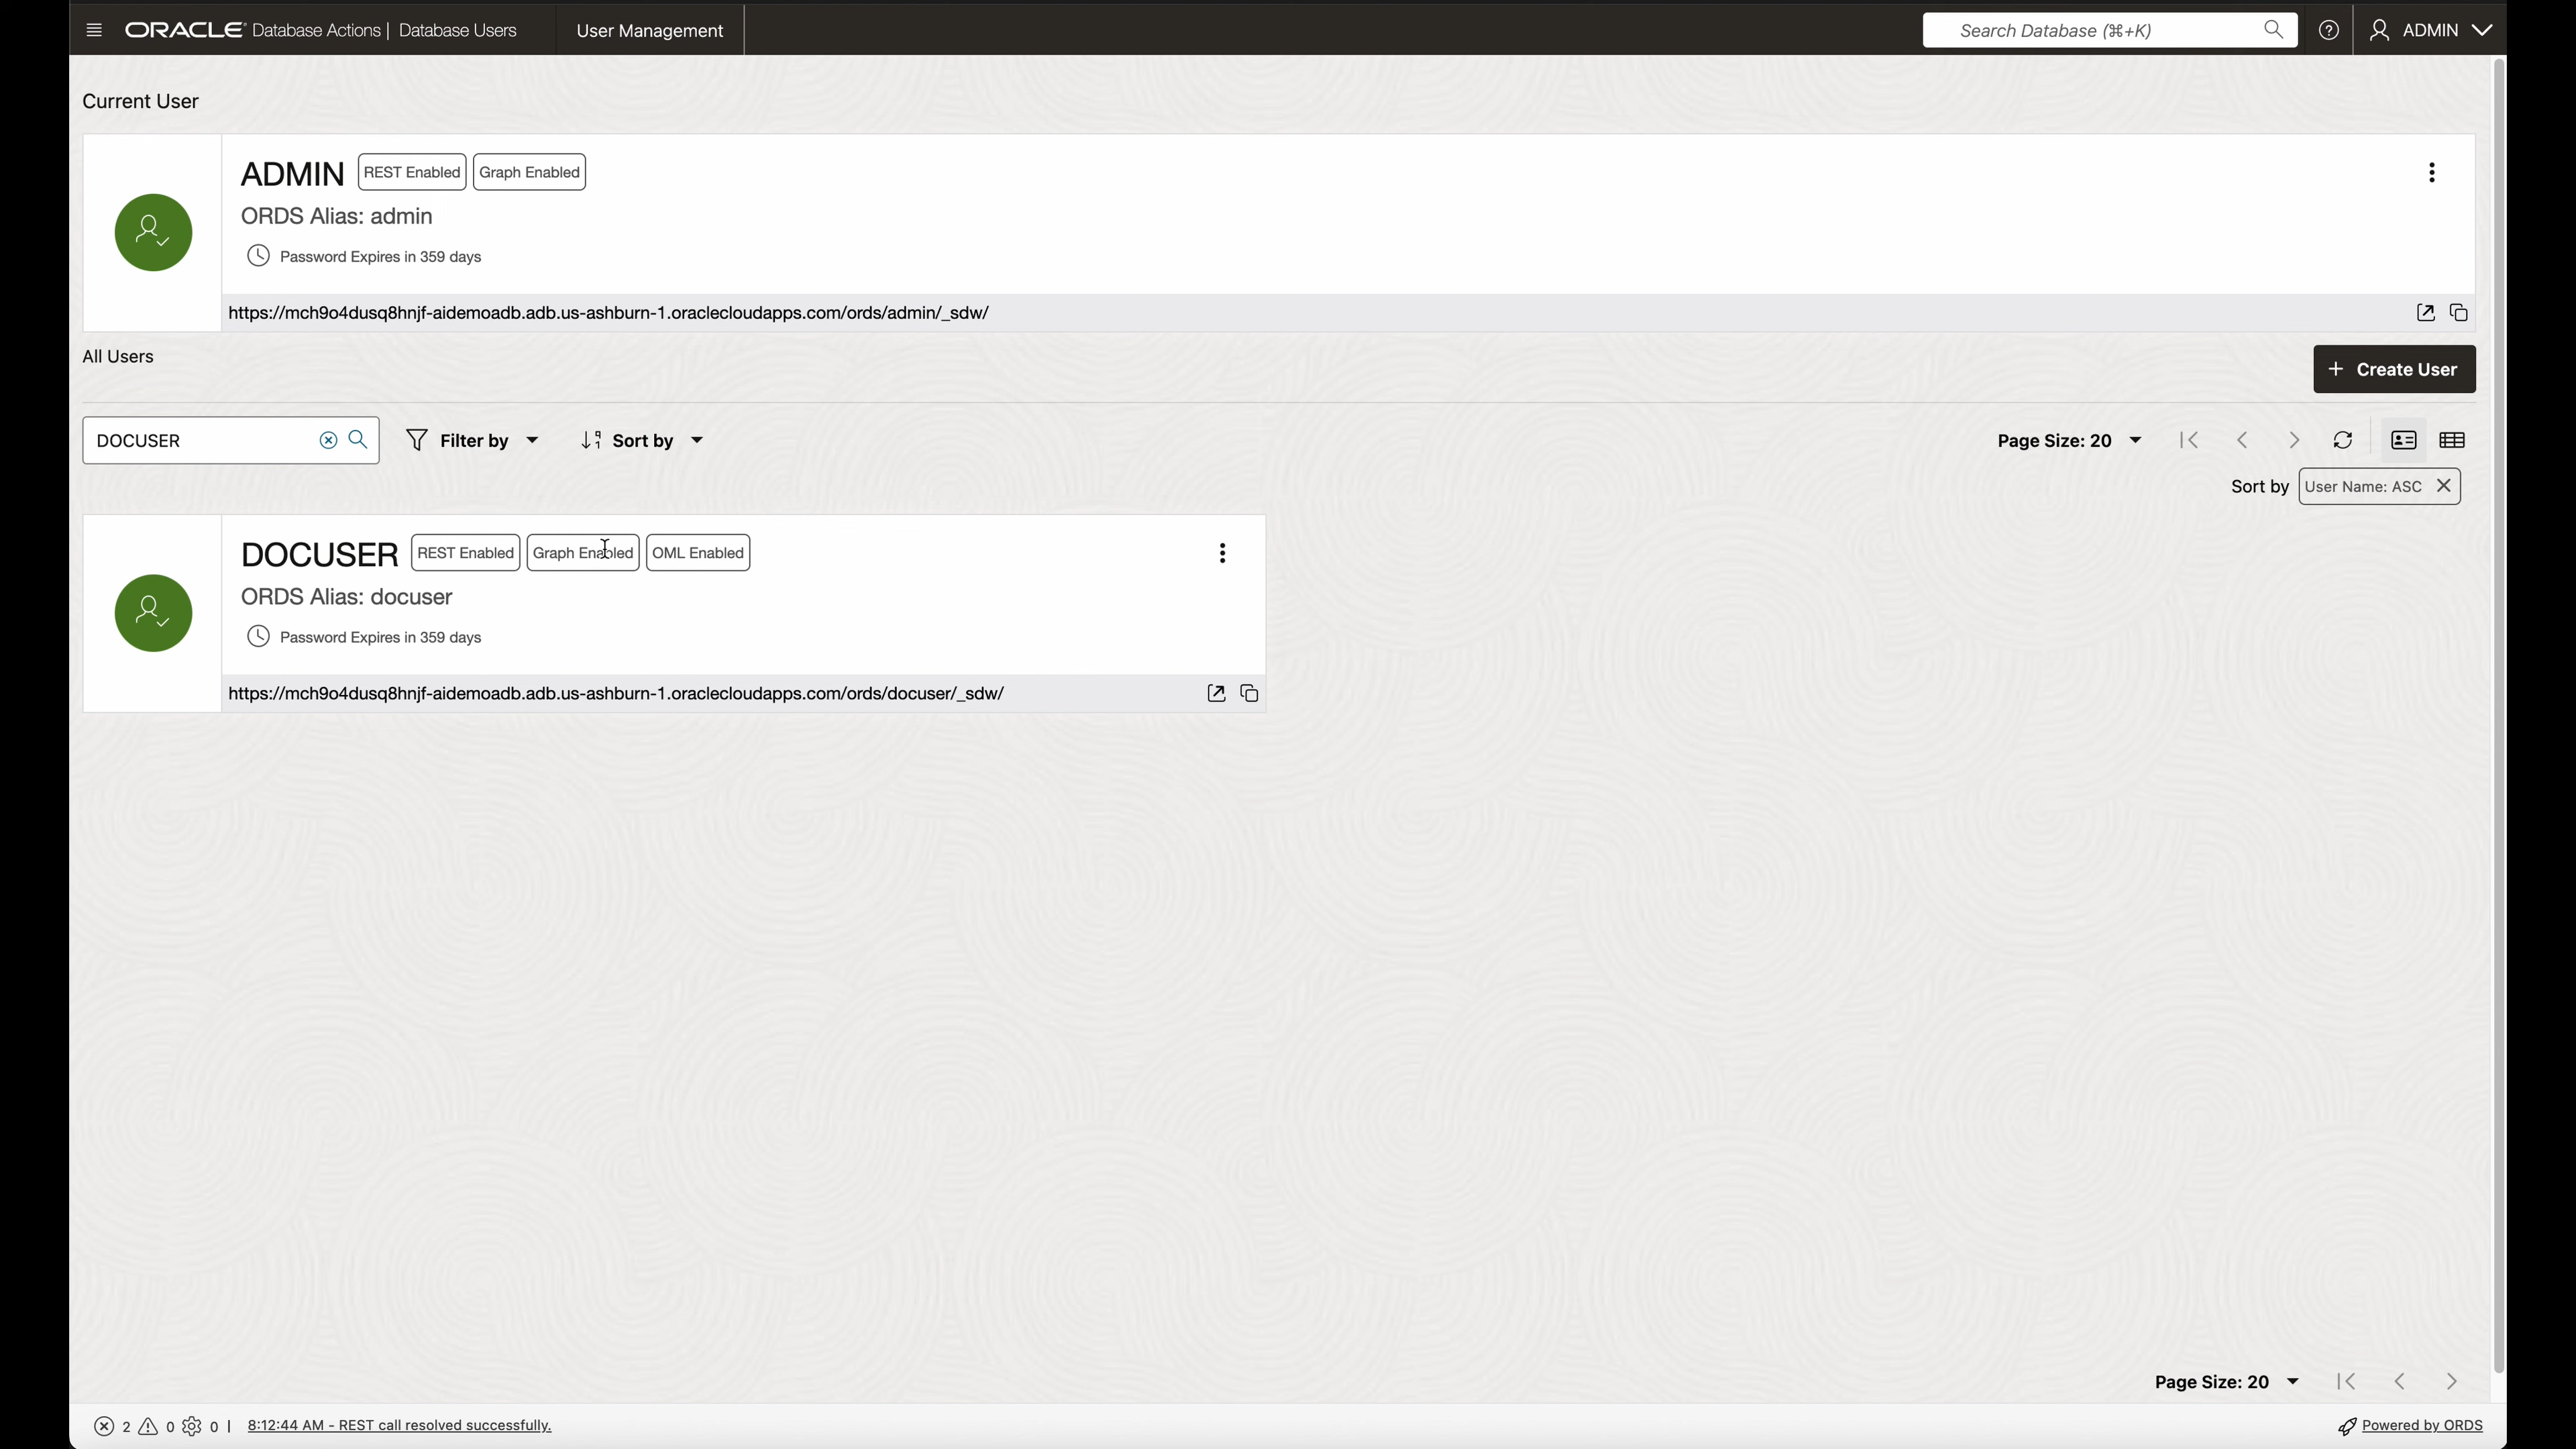 ORACLE Database Actions | Database Users
User Management
Search Database (⌘+K)
ADMIN
Current User
ADMIN REST Enabled Graph Enabled
ORDS Alias: admin
Password Expires in 359 days
https://mch9o4dusq8hnjf-aidemoadb.adb.us-ashburn-1.oraclecloudapps.com/ords/admin/_sdw/
All Users
+ Create User
DOCUSER
Filter by
Sort by
Page Size: 20
Sort by User Name: ASC
DOCUSER REST Enabled Graph Enabled OML Enabled
ORDS Alias: docuser
Password Expires in 359 days
https://mch9o4dusq8hnjf-aidemoadb.adb.us-ashburn-1.oraclecloudapps.com/ords/docuser/_sdw/
Page Size: 20
2 0 0 | 8:12:44 AM - REST call resolved successfully.
Powered by ORDS